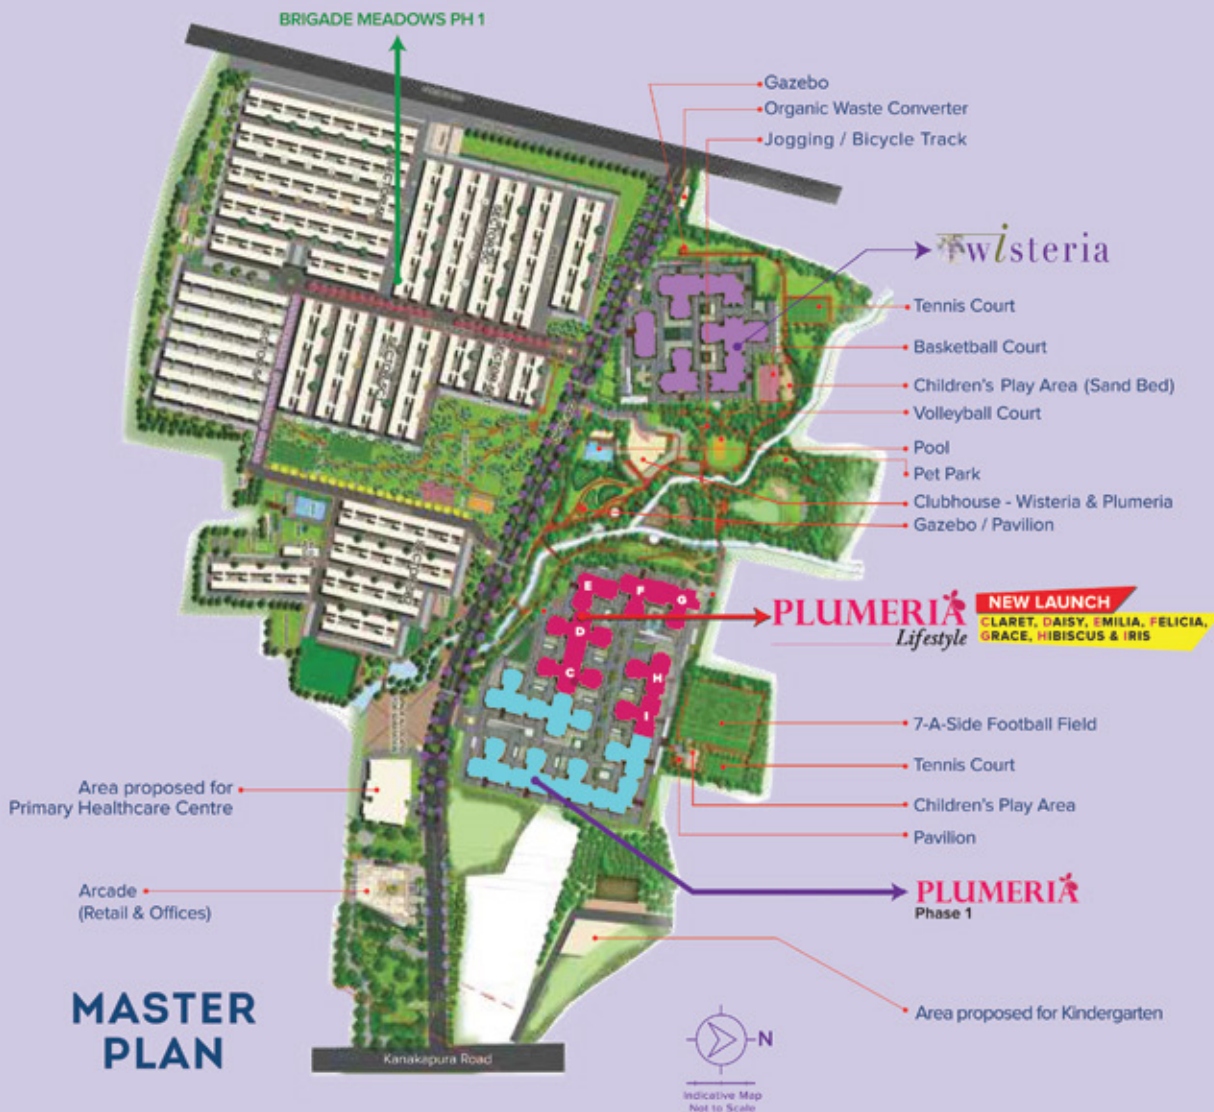 BRIGADE MEADOWS PH 1
Gazebo
Organic Waste Converter
Jogging / Bicycle Track
wisteria
Tennis Court
Basketball Court
Children's Play Area (Sand Bed)
Volleyball Court
Pool
Pet Park
Clubhouse - Wisteria & Plumeria
Gazebo / Pavilion
E
F
G
D
C
H
I
PLUMERIA
Lifestyle
NEW LAUNCH
CLARET, DAISY, EMILIA, FELICIA,
GRACE, HIBISCUS & IRIS
7-A-Side Football Field
Tennis Court
Children's Play Area
Pavilion
Area proposed for
Primary Healthcare Centre
Arcade
(Retail & Offices)
PLUMERIA
Phase 1
Area proposed for Kindergarten
MASTER
PLAN
Kanakapura Road
N
Indicative Map
Not to Scale